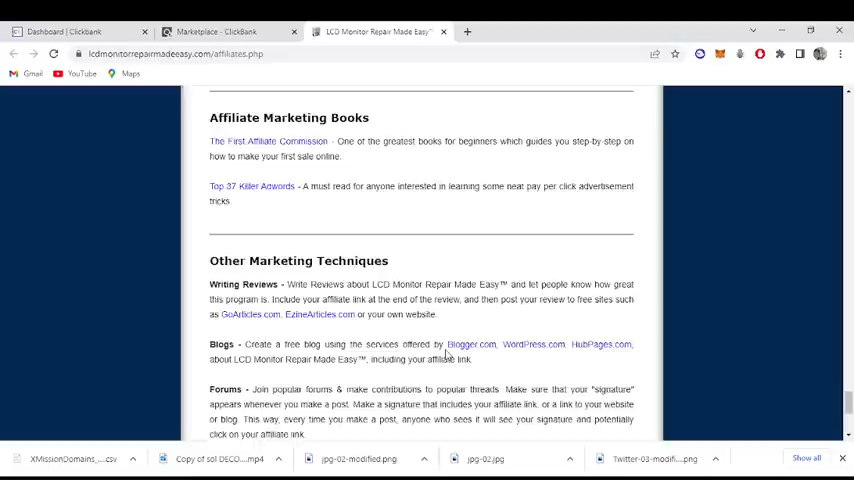 Dashboard | Clickbank
Marketplace - ClickBank
LCD Monitor Repair Made Easy
lcdmonitorrepairmadeeasy.com/affiliates.php
Gmail
YouTube
Maps
Affiliate Marketing Books
The First Affiliate Commission - One of the greatest books for beginners which guides you step-by-step on
how to make your first sale online.
Top 37 Killer Adwords - A must read for anyone interested in learning some neat pay per click advertisement
tricks
Other Marketing Techniques
Writing Reviews - Write Reviews about LCD Monitor Repair Made Easy™ and let people know how great
this program is. Include your affiliate link at the end of the review, and then post your review to free sites such
as GoArticles.com, EzineArticles.com or your own website.
Blogs - Create a free blog using the services offered by Blogger.com, WordPress.com, HubPages.com,
about LCD Monitor Repair Made Easy™, including your affiliate link.
Forums - Join popular forums & make contributions to popular threads. Make sure that your "signature"
appears whenever you make a post. Make a signature that includes your affiliate link, or a link to your website
or blog. This way, every time you make a post, anyone who sees it will see your signature and potentially
click on your affiliate link.
XMissionDomains_....csv
Copy of sol DECO....mp4
jpg-02-modified.png
jpg-02.jpg
Twitter-03-modifi....png
Show all